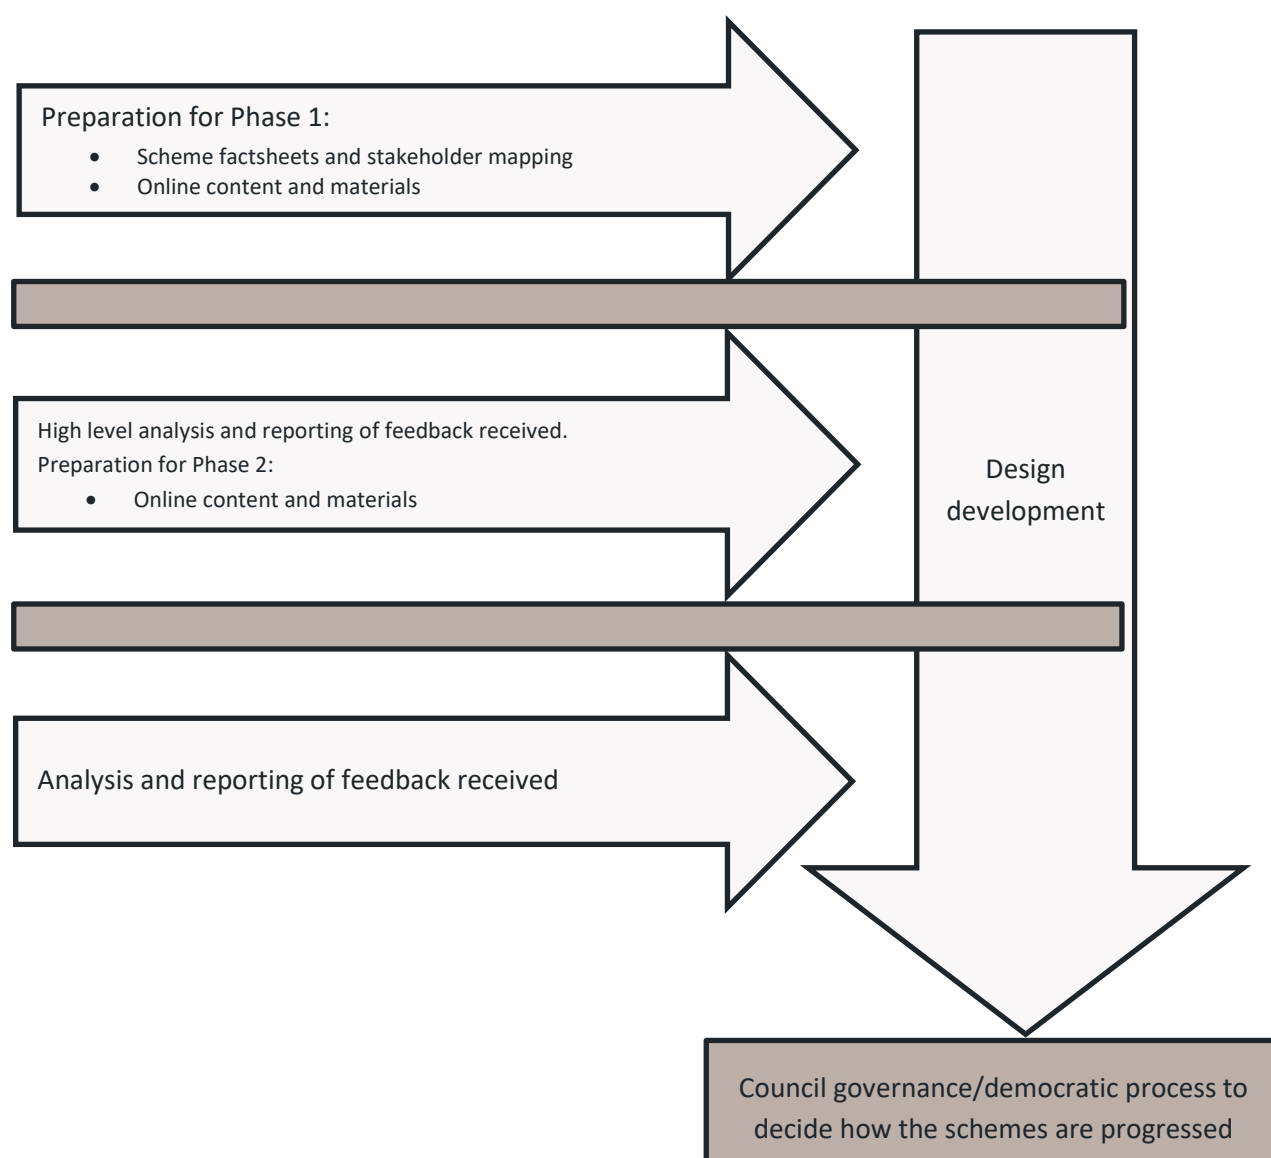 Preparation for Phase 1:
• Scheme factsheets and stakeholder mapping
• Online content and materials
High level analysis and reporting of feedback received.
Preparation for Phase 2:
• Online content and materials
Design
development
Analysis and reporting of feedback received
Council governance/democratic process to
decide how the schemes are progressed